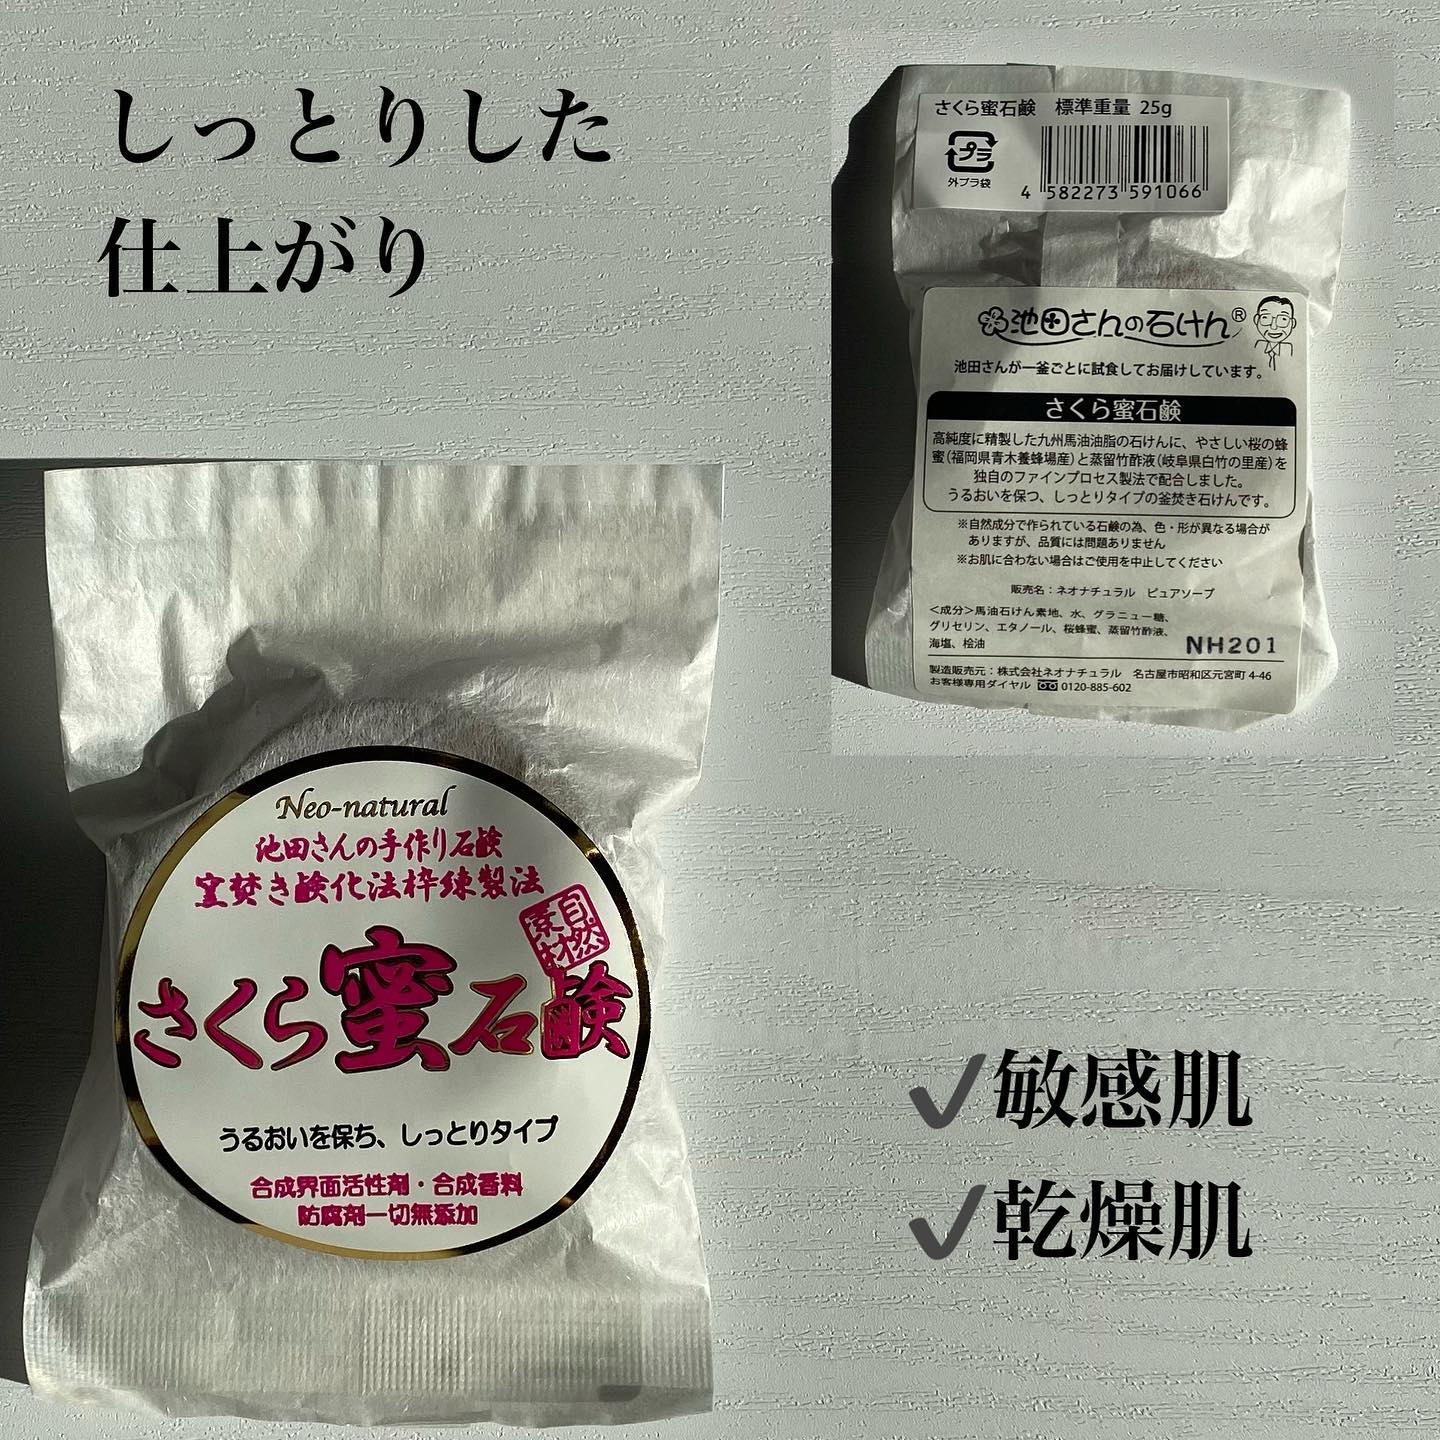 しっとりした
仕上がり
さくら蜜石鹸 標準重量 25g
プラ
外プラ袋
4 582273 591066
池田さんの石けん®
池田さんが一釜ごとに試食してお届けしています。
さくら蜜石鹸
高純度に精製した九州馬油油脂の石けんに、やさしい桜の蜂
蜜(福岡県青木養蜂場産)と蒸留竹酢液(岐阜県白竹の里産)を
独自のファインプロセス製法で配合しました。
うるおいを保つ、しっとりタイプの釜焚き石けんです。
※自然成分で作られている石鹸の為、色・形が異なる場合が
ありますが、品質には問題ありません
※お肌に合わない場合はご使用を中止してください
販売名:ネオナチュラル ピュアソープ
<成分>馬油石けん素地、水、グラニュー糖、
グリセリン、エタノール、桜蜂蜜、蒸留竹酢液、
海塩、桧油
NH201
製造販売元:株式会社ネオナチュラル 名古屋市昭和区元宮町 4-46
お客様専用ダイヤル 0120-885-602
Neo-natural
池田さんの手作り石鹸
窯焚き鹸化法枠練製法
自然素材
さくら蜜石鹸
うるおいを保ち、しっとりタイプ
合成界面活性剤・合成香料
防腐剤一切無添加
✓敏感肌
✓乾燥肌